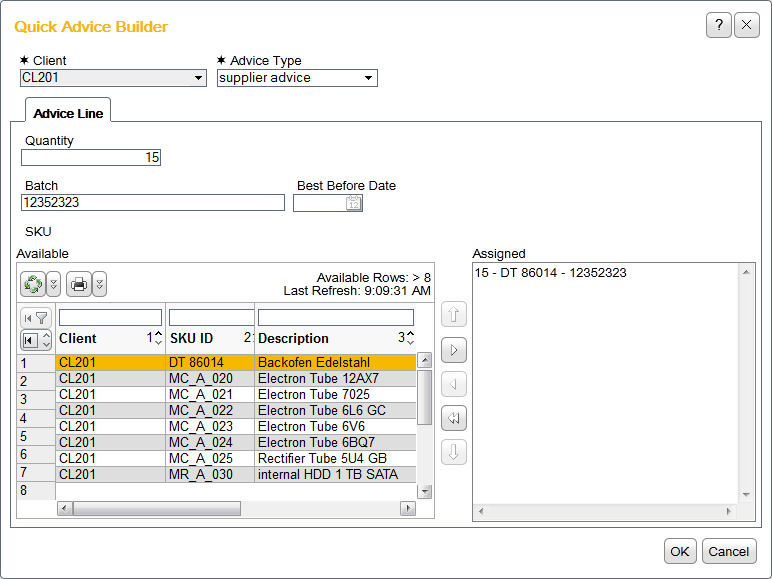 Quick Advice Builder
?
✶ Client
✶ Advice Type
CL201
supplier advice
Advice Line
Quantity
15
Batch
Best Before Date
12352323
12
SKU
Available
Assigned
Available Rows: > 8
Last Refresh: 9:09:31 AM
15 - DT 86014 - 12352323
Client 1 SKU ID 2 Description 3
1 CL201 DT 86014 Backofen Edelstahl
2 CL201 MC_A_020 Electron Tube 12AX7
3 CL201 MC_A_021 Electron Tube 7025
4 CL201 MC_A_022 Electron Tube 6L6 GC
5 CL201 MC_A_023 Electron Tube 6V6
6 CL201 MC_A_024 Electron Tube 6BQ7
7 CL201 MC_A_025 Rectifier Tube 5U4 GB
8 CL201 MR_A_030 internal HDD 1 TB SATA
OK
Cancel